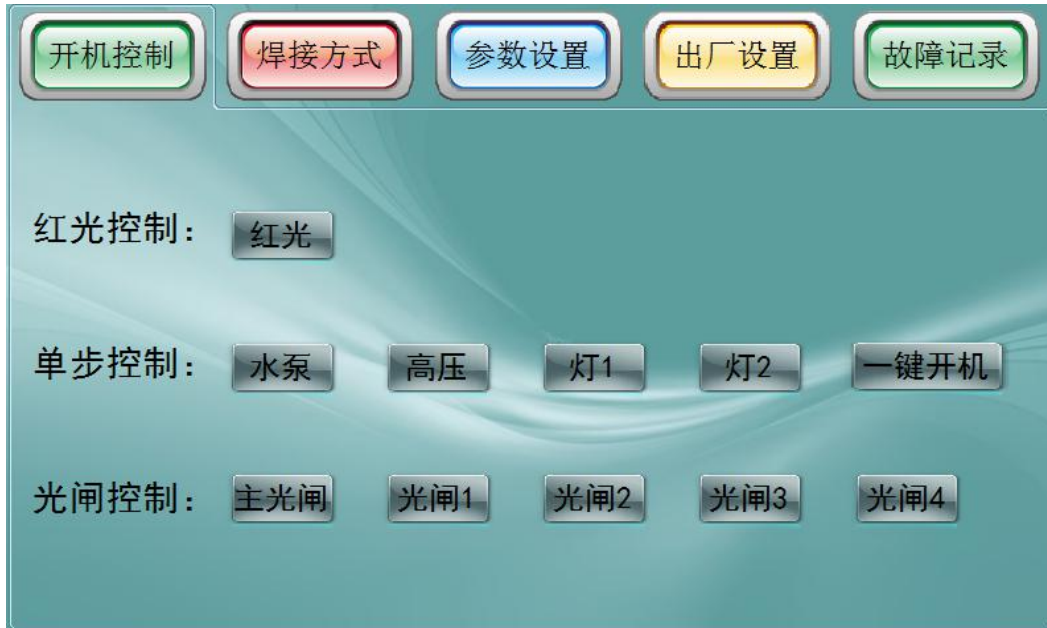 开机控制 焊接方式 参数设置 出厂设置 故障记录
红光控制： 红光
单步控制： 水泵 高压 灯1 灯2 一键开机
光闸控制： 主光闸 光闸1 光闸2 光闸3 光闸4